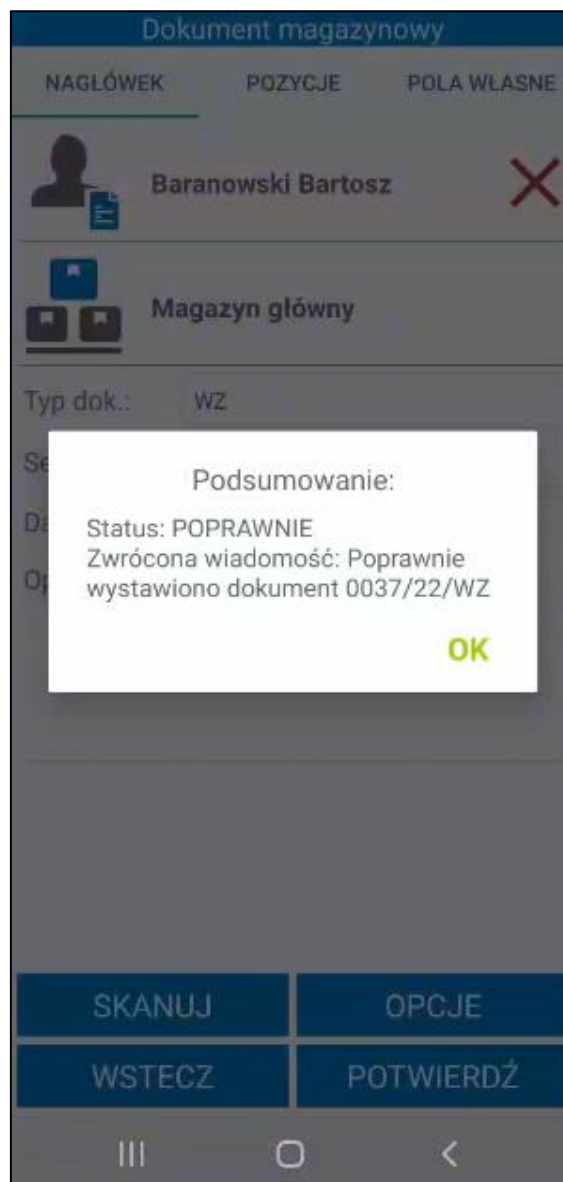 Dokument magazynowy
NAGŁÓWEK POZYCJE POLA WŁASNE
Baranowski Bartosz
Magazyn główny
Typ dok.: WZ
Podsumowanie:
Status: POPRAWNIE
Zwrócona wiadomość: Poprawnie
wystawiono dokument 0037/22/WZ
OK
SKANUJ OPCJE
WSTECZ POTWIERDŹ